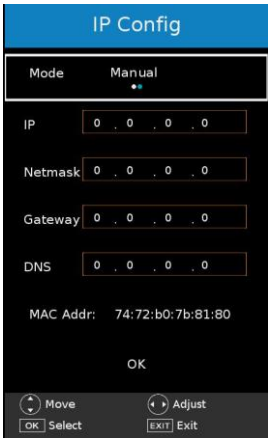 IP Config
Mode Manual
IP 0 . 0 . 0 . 0
Netmask 0 . 0 . 0 . 0
Gateway 0 . 0 . 0 . 0
DNS 0 . 0 . 0 . 0
MAC Addr: 74:72:b0:7b:81:80
OK
Move Adjust
OK Select EXIT Exit